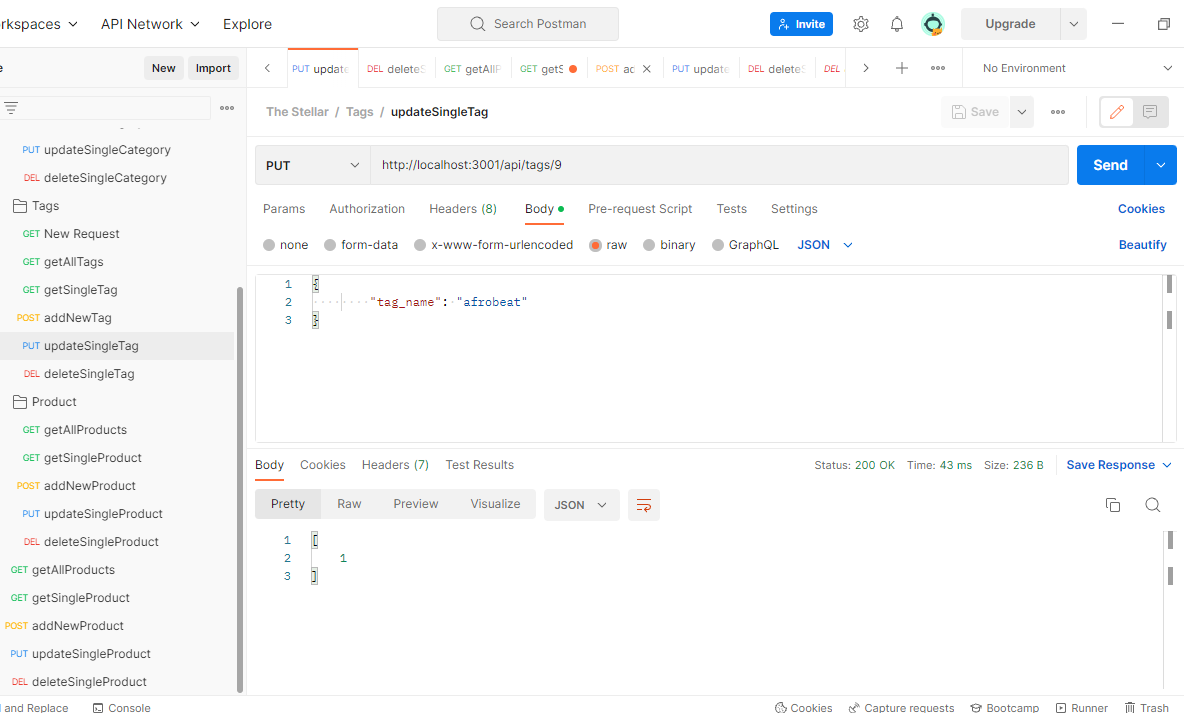 rkspaces API Network Explore Search Postman Invite Upgrade
e New Import PUT update DEL deleteS GET getAllP GET getS POST ac PUT update DEL deleteS DEL No Environment
The Stellar / Tags / updateSingleTag Save
PUT http://localhost:3001/api/tags/9 Send
Params Authorization Headers (8) Body Pre-request Script Tests Settings Cookies
none form-data x-www-form-urlencoded raw binary GraphQL JSON Beautify
1 {
2 "tag_name": "afrobeat"
3 }
PUT updateSingleCategory
DEL deleteSingleCategory
Tags
GET New Request
GET getAllTags
GET getSingleTag
POST addNewTag
PUT updateSingleTag
DEL deleteSingleTag
Product
GET getAllProducts
GET getSingleProduct
POST addNewProduct
PUT updateSingleProduct
DEL deleteSingleProduct
GET getAllProducts
GET getSingleProduct
POST addNewProduct
PUT updateSingleProduct
DEL deleteSingleProduct
Body Cookies Headers (7) Test Results Status: 200 OK Time: 43 ms Size: 236 B Save Response
Pretty Raw Preview Visualize JSON
1 [
2 1
3 ]
and Replace Console Cookies Capture requests Bootcamp Runner Trash